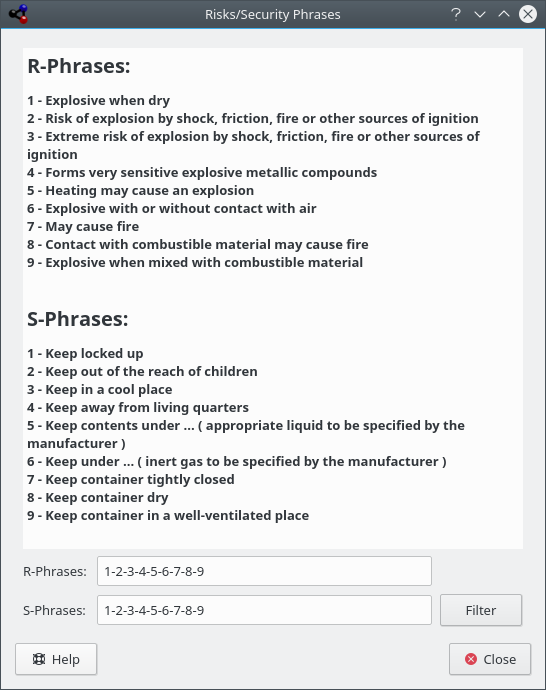 Risks/Security Phrases
R-Phrases:
1 - Explosive when dry
2 - Risk of explosion by shock, friction, fire or other sources of ignition
3 - Extreme risk of explosion by shock, friction, fire or other sources of
ignition
4 - Forms very sensitive explosive metallic compounds
5 - Heating may cause an explosion
6 - Explosive with or without contact with air
7 - May cause fire
8 - Contact with combustible material may cause fire
9 - Explosive when mixed with combustible material
S-Phrases:
1 - Keep locked up
2 - Keep out of the reach of children
3 - Keep in a cool place
4 - Keep away from living quarters
5 - Keep contents under ... ( appropriate liquid to be specified by the
manufacturer )
6 - Keep under ... ( inert gas to be specified by the manufacturer )
7 - Keep container tightly closed
8 - Keep container dry
9 - Keep container in a well-ventilated place
R-Phrases: 1-2-3-4-5-6-7-8-9
S-Phrases: 1-2-3-4-5-6-7-8-9 Filter
Help Close